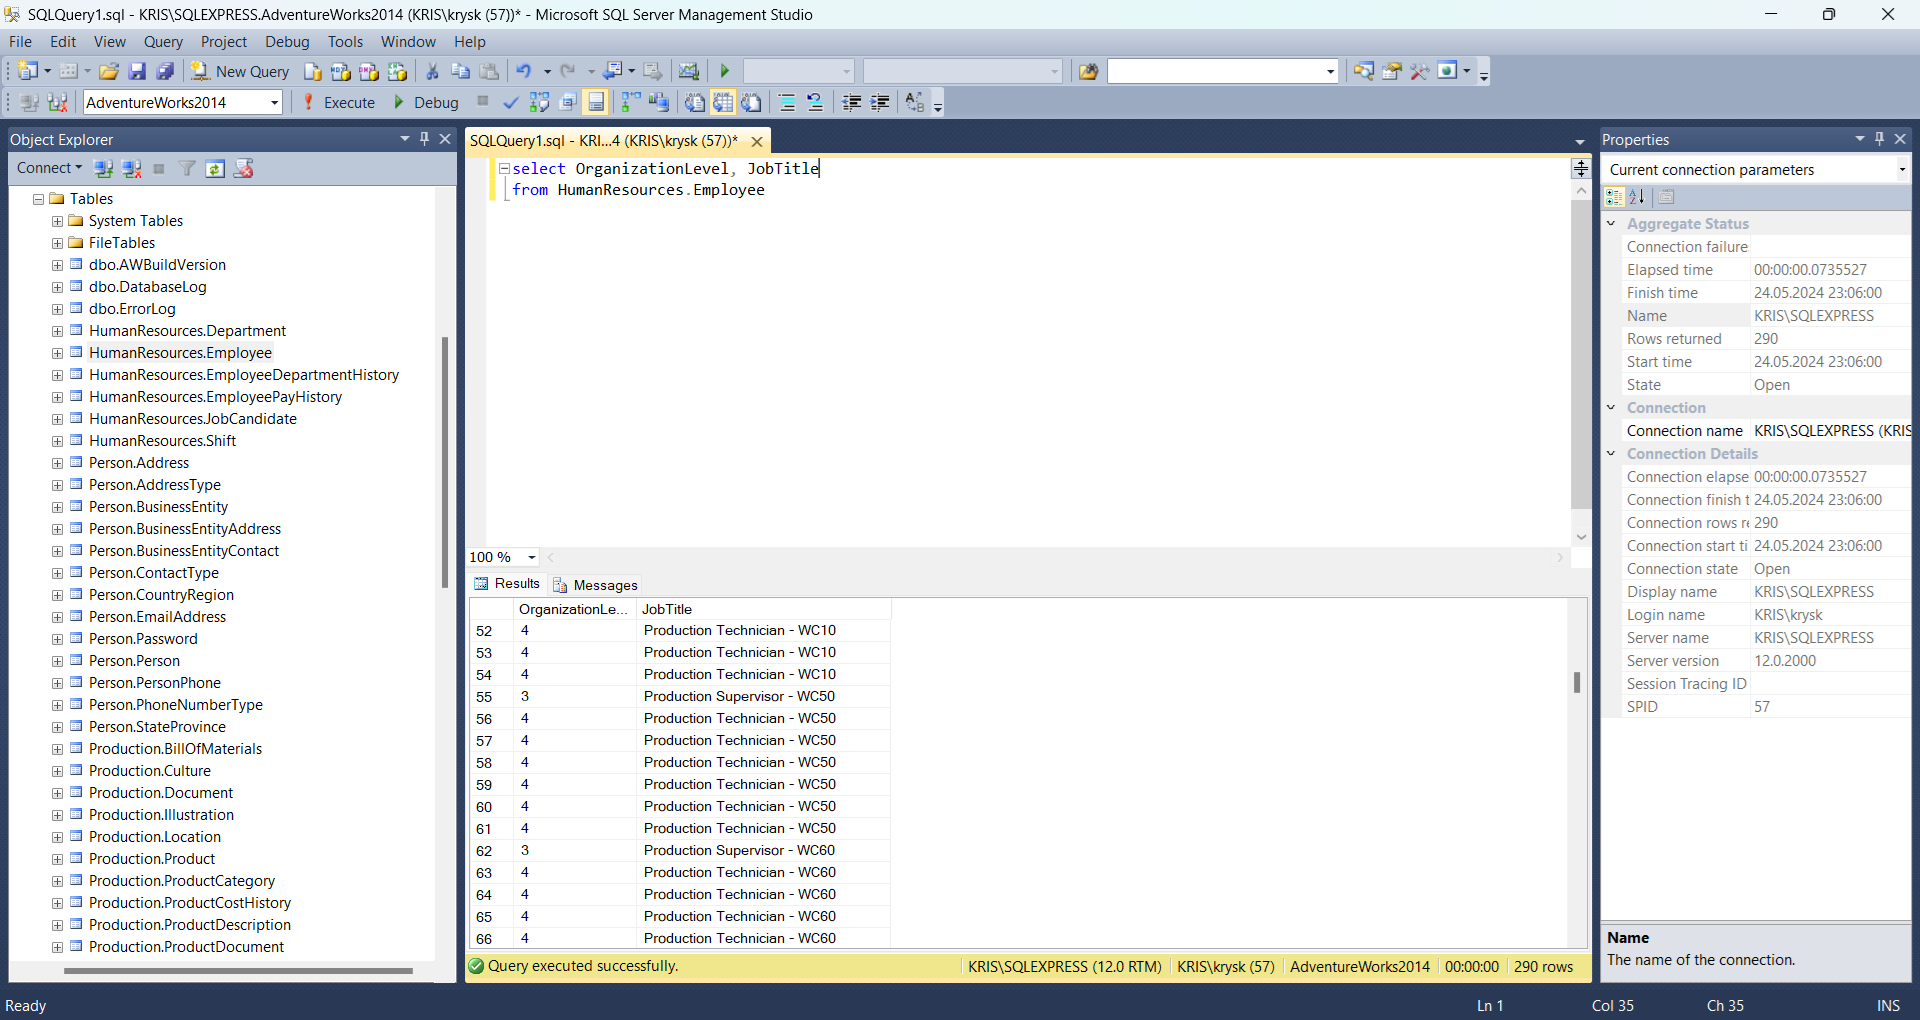 SQLQuery1.sql - KRIS\SQLEXPRESS.AdventureWorks2014 (KRIS\krysk (57))* - Microsoft SQL Server Management Studio
File Edit View Query Project Debug Tools Window Help
New Query
AdventureWorks2014 Execute Debug
Object Explorer
Connect
Tables
System Tables
FileTables
dbo.AWBuildVersion
dbo.DatabaseLog
dbo.ErrorLog
HumanResources.Department
HumanResources.Employee
HumanResources.EmployeeDepartmentHistory
HumanResources.EmployeePayHistory
HumanResources.JobCandidate
HumanResources.Shift
Person.Address
Person.AddressType
Person.BusinessEntity
Person.BusinessEntityAddress
Person.BusinessEntityContact
Person.ContactType
Person.CountryRegion
Person.EmailAddress
Person.Password
Person.Person
Person.PersonPhone
Person.PhoneNumberType
Person.StateProvince
Production.BillOfMaterials
Production.Culture
Production.Document
Production.Illustration
Production.Location
Production.Product
Production.ProductCategory
Production.ProductCostHistory
Production.ProductDescription
Production.ProductDocument
SQLQuery1.sql - KRI...4 (KRIS\krysk (57))*
select OrganizationLevel, JobTitle
from HumanResources.Employee
100 %
Results Messages
OrganizationLe... JobTitle
52 4 Production Technician - WC10
53 4 Production Technician - WC10
54 4 Production Technician - WC10
55 3 Production Supervisor - WC50
56 4 Production Technician - WC50
57 4 Production Technician - WC50
58 4 Production Technician - WC50
59 4 Production Technician - WC50
60 4 Production Technician - WC50
61 4 Production Technician - WC50
62 3 Production Supervisor - WC60
63 4 Production Technician - WC60
64 4 Production Technician - WC60
65 4 Production Technician - WC60
66 4 Production Technician - WC60
Query executed successfully. KRIS\SQLEXPRESS (12.0 RTM) KRIS\krysk (57) AdventureWorks2014 00:00:00 290 rows
Properties
Current connection parameters
Aggregate Status
Connection failure
Elapsed time 00:00:00.0735527
Finish time 24.05.2024 23:06:00
Name KRIS\SQLEXPRESS
Rows returned 290
Start time 24.05.2024 23:06:00
State Open
Connection
Connection name KRIS\SQLEXPRESS (KRIS
Connection Details
Connection elapse 00:00:00.0735527
Connection finish t 24.05.2024 23:06:00
Connection rows re 290
Connection start ti 24.05.2024 23:06:00
Connection state Open
Display name KRIS\SQLEXPRESS
Login name KRIS\krysk
Server name KRIS\SQLEXPRESS
Server version 12.0.2000
Session Tracing ID
SPID 57
Name
The name of the connection.
Ready Ln 1 Col 35 Ch 35 INS